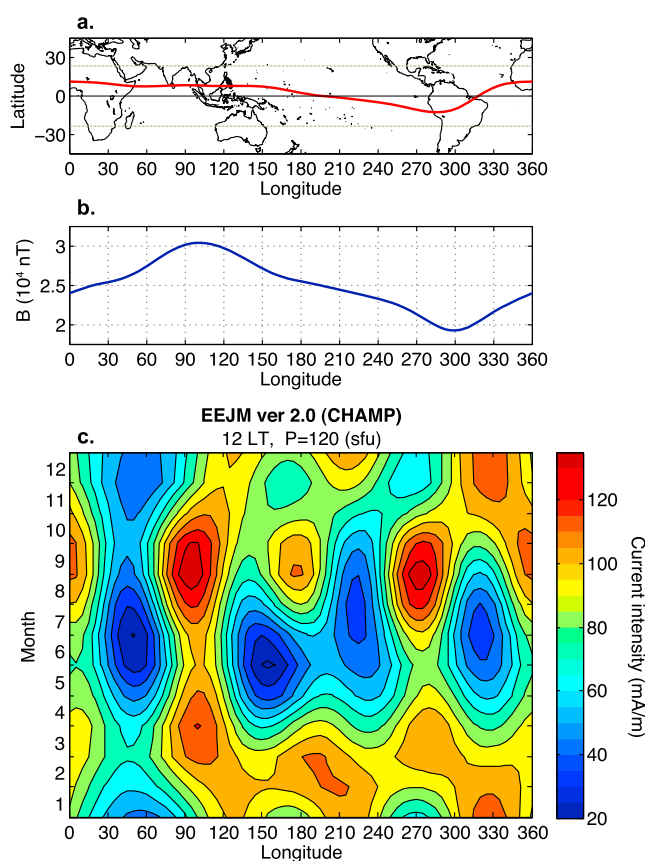 a.
30
0
−30
Latitude
0 30 60 90 120 150 180 210 240 270 300 330 360
Longitude
b.
3
2.5
2
B (10⁴ nT)
0 30 60 90 120 150 180 210 240 270 300 330 360
Longitude
EEJM ver 2.0 (CHAMP)
c.
12 LT, P=120 (sfu)
12
11
10
9
8
7
6
5
4
3
2
1
Month
0 30 60 90 120 150 180 210 240 270 300 330 360
Longitude
120
100
80
60
40
20
Current intensity (mA/m)